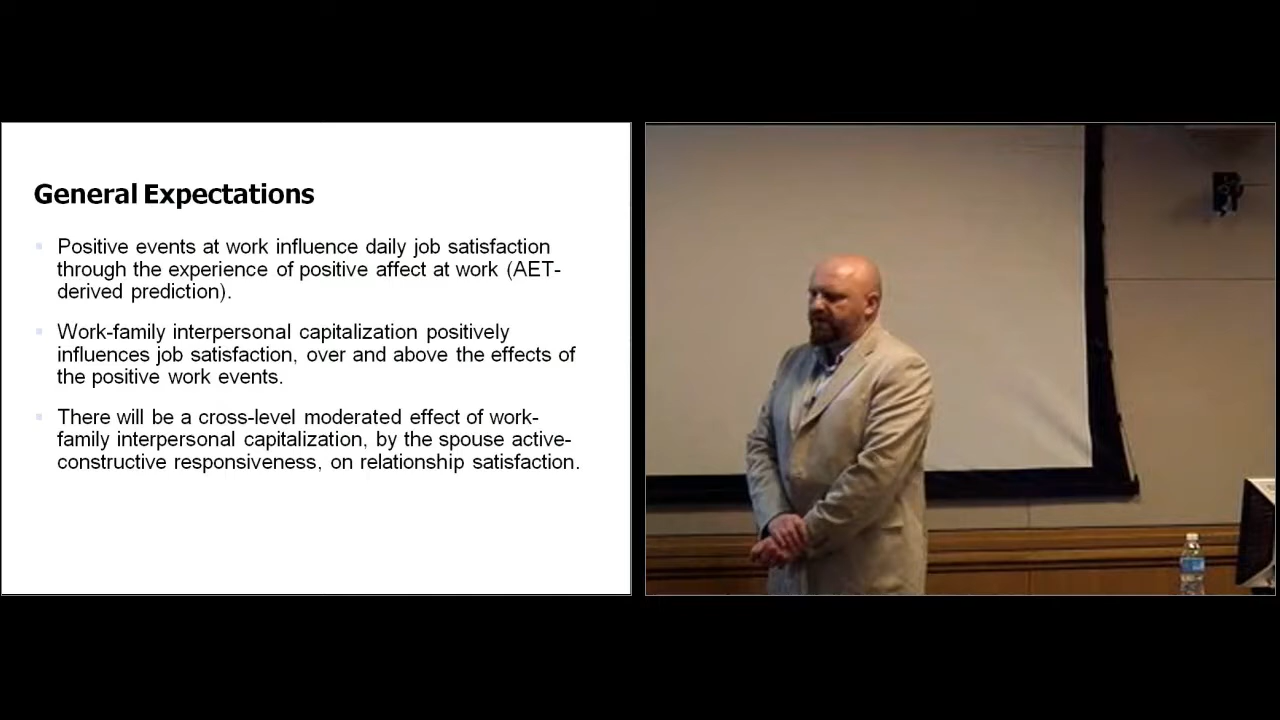 General Expectations
Positive events at work influence daily job satisfaction
through the experience of positive affect at work (AET-
derived prediction).
Work-family interpersonal capitalization positively
influences job satisfaction, over and above the effects of
the positive work events.
There will be a cross-level moderated effect of work-
family interpersonal capitalization, by the spouse active-
constructive responsiveness, on relationship satisfaction.